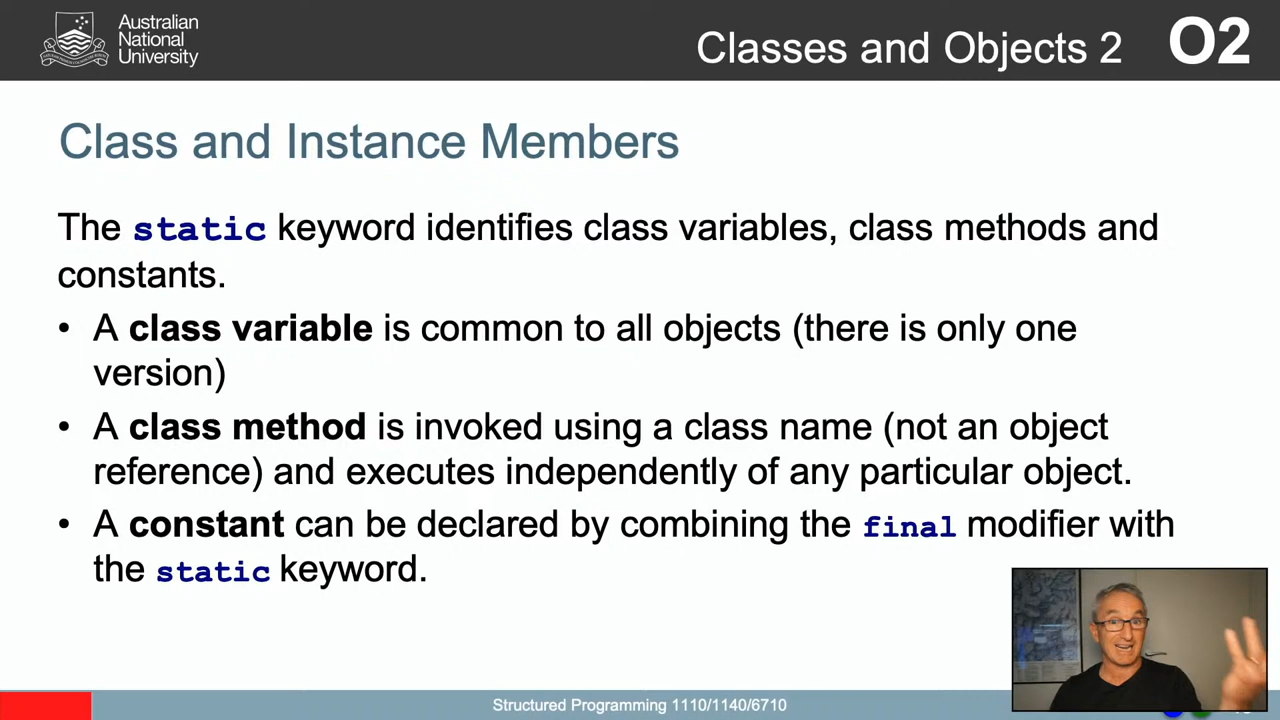 Australian
National
University
Classes and Objects 2
O2
Class and Instance Members
The static keyword identifies class variables, class methods and
constants.
• A class variable is common to all objects (there is only one
version)
• A class method is invoked using a class name (not an object
reference) and executes independently of any particular object.
• A constant can be declared by combining the final modifier with
the static keyword.
Structured Programming 1110/1140/6710